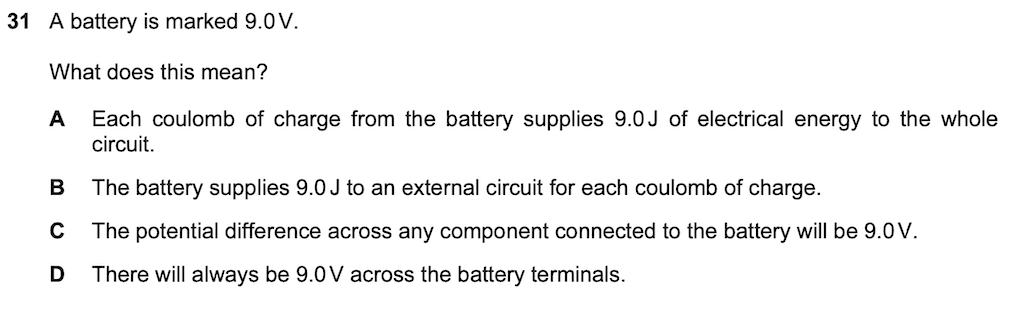 31 A battery is marked 9.0 V.
What does this mean?
A Each coulomb of charge from the battery supplies 9.0 J of electrical energy to the whole
circuit.
B The battery supplies 9.0 J to an external circuit for each coulomb of charge.
C The potential difference across any component connected to the battery will be 9.0 V.
D There will always be 9.0 V across the battery terminals.